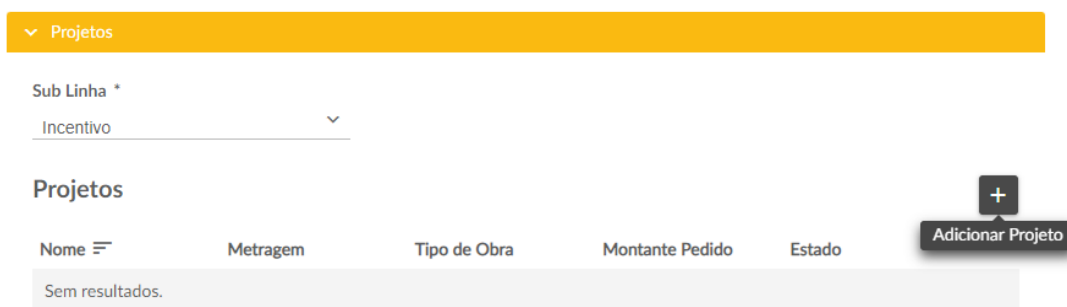 Projetos
Sub Linha *
Incentivo
Projetos
+
Adicionar Projeto
Nome Metragem Tipo de Obra Montante Pedido Estado
Sem resultados.